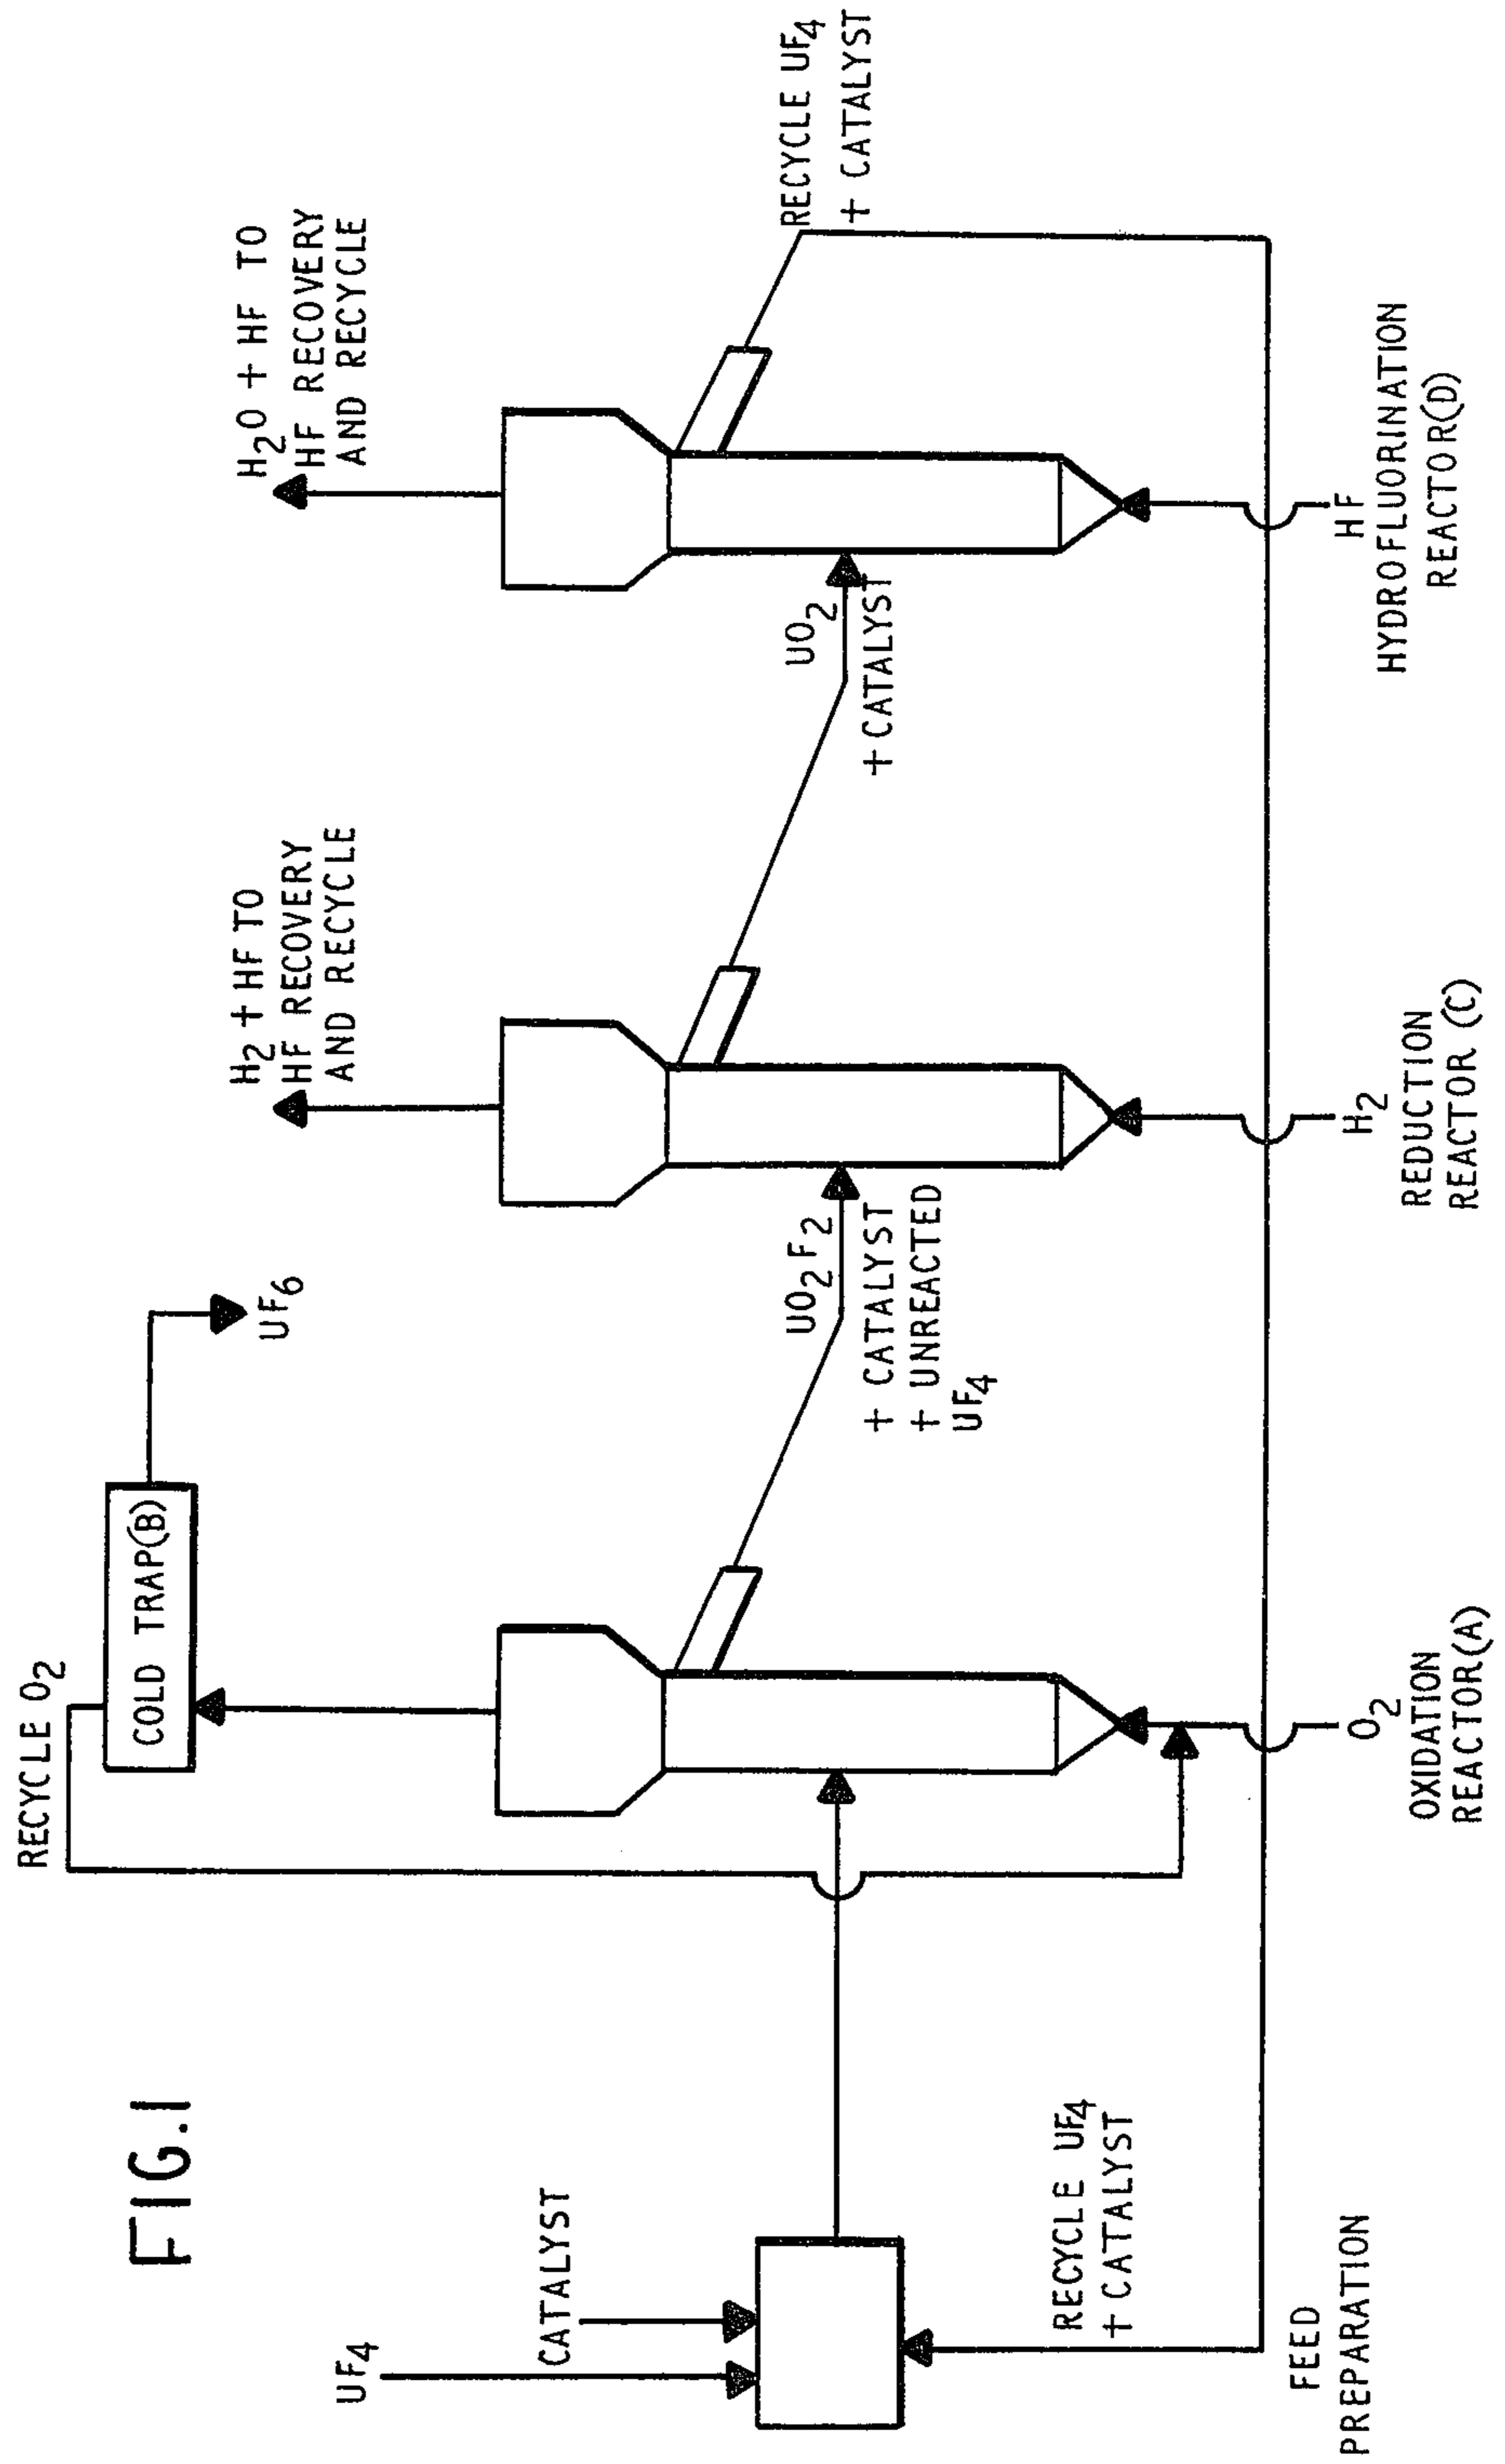 FIG.1
RECYCLE O2
COLD TRAP(B)
UF6
H2 + HF TO
HF RECOVERY
AND RECYCLE
H2O + HF TO
HF RECOVERY
AND RECYCLE
UF4
CATALYST
RECYCLE UF4
+ CATALYST
UO2F2
+ CATALYST
+ UNREACTED
UF4
UO2
+ CATALYST
RECYCLE UF4
+ CATALYST
FEED
PREPARATION
O2
OXIDATION
REACTOR(A)
H2
REDUCTION
REACTOR (C)
HF
HYDROFLUORINATION
REACTOR(D)